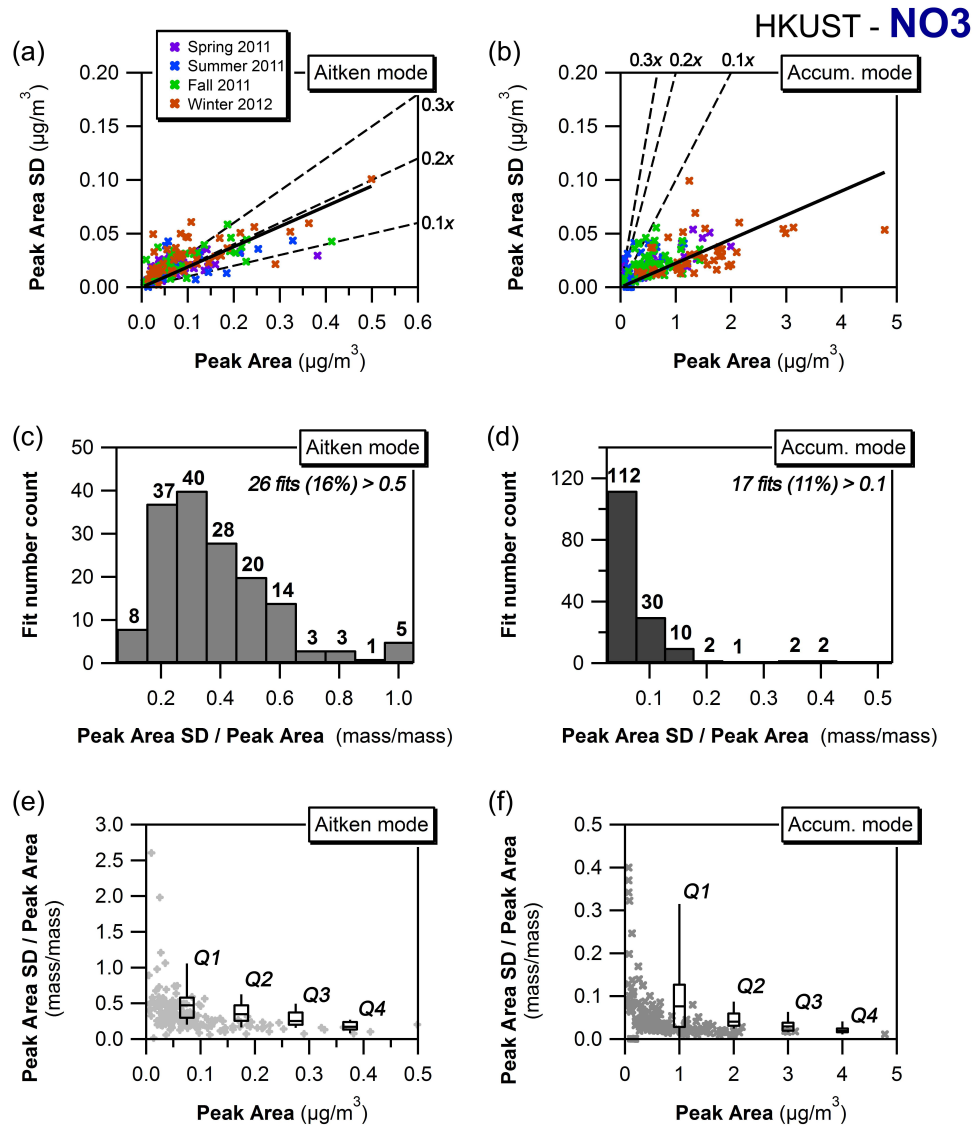 HKUST - NO3
(a)
Spring 2011
Summer 2011
Fall 2011
Winter 2012
Aitken mode
0.20
0.15
0.10
0.05
0.00
Peak Area SD (µg/m³)
0.3x
0.2x
0.1x
0.0 0.1 0.2 0.3 0.4 0.5 0.6
Peak Area (µg/m³)
(b)
0.3x 0.2x 0.1x
Accum. mode
0.20
0.15
0.10
0.05
0.00
Peak Area SD (µg/m³)
0 1 2 3 4 5
Peak Area (µg/m³)
(c)
Aitken mode
26 fits (16%) > 0.5
50
40
30
20
10
0
Fit number count
8 37 40 28 20 14 3 3 1 5
0.2 0.4 0.6 0.8 1.0
Peak Area SD / Peak Area (mass/mass)
(d)
Accum. mode
17 fits (11%) > 0.1
120
80
40
0
Fit number count
112 30 10 2 1 2 2
0.1 0.2 0.3 0.4 0.5
Peak Area SD / Peak Area (mass/mass)
(e)
Aitken mode
3.0
2.5
2.0
1.5
1.0
0.5
0.0
Peak Area SD / Peak Area
(mass/mass)
Q1 Q2 Q3 Q4
0.0 0.1 0.2 0.3 0.4 0.5
Peak Area (µg/m³)
(f)
Accum. mode
0.5
0.4
0.3
0.2
0.1
0.0
Peak Area SD / Peak Area
(mass/mass)
Q1 Q2 Q3 Q4
0 1 2 3 4 5
Peak Area (µg/m³)